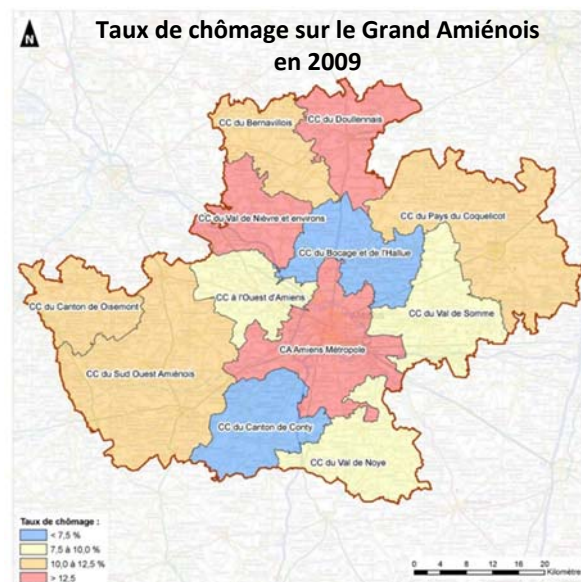 N
Taux de chômage sur le Grand Amiénois
en 2009
CC du Doullennais
CC du Bernavillois
CC du Val de Nièvre et environs
CC du Pays du Coquelicot
CC du Bocage et de l'Hallue
CC à l'Ouest d'Amiens
CC du Canton de Oisemont
CC du Val de Somme
CA Amiens Métropole
CC du Sud Ouest Amiénois
CC du Canton de Conty
CC du Val de Noye
Taux de chômage :
< 7,5 %
7,5 à 10,0 %
10,0 à 12,5 %
> 12,5
0 4 8 12 16 20
Kilomètre